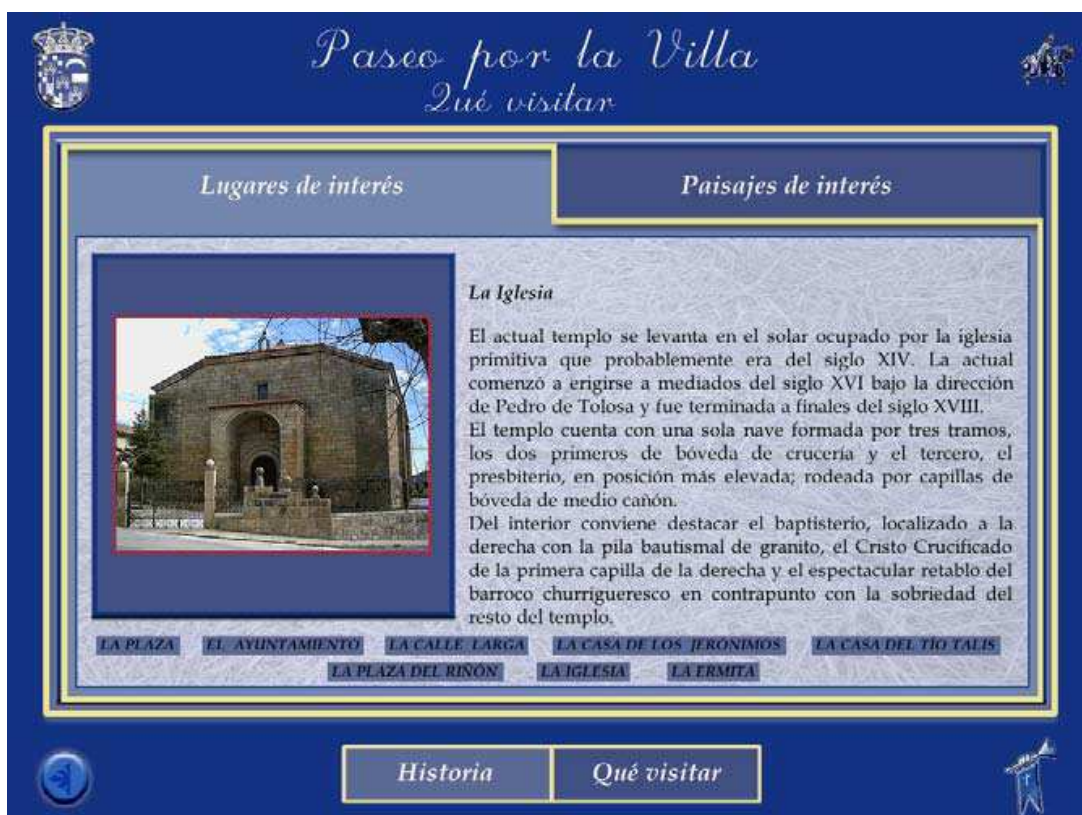 Paseo por la Villa
Qué visitar
Lugares de interés
Paisajes de interés
La Iglesia
El actual templo se levanta en el solar ocupado por la iglesia
primitiva que probablemente era del siglo XIV. La actual
comenzó a erigirse a mediados del siglo XVI bajo la dirección
de Pedro de Tolosa y fue terminada a finales del siglo XVIII.
El templo cuenta con una sola nave formada por tres tramos,
los dos primeros de bóveda de crucería y el tercero, el
presbiterio, en posición más elevada; rodeada por capillas de
bóveda de medio cañón.
Del interior conviene destacar el baptisterio, localizado a la
derecha con la pila bautismal de granito, el Cristo Crucificado
de la primera capilla de la derecha y el espectacular retablo del
barroco churrigueresco en contrapunto con la sobriedad del
resto del templo.
LA PLAZA EL AYUNTAMIENTO LA CALLE LARGA LA CASA DE LOS JERONIMOS LA CASA DEL TÍO TALIS
LA PLAZA DEL RIÑÓN LA IGLESIA LA ERMITA
Historia
Qué visitar